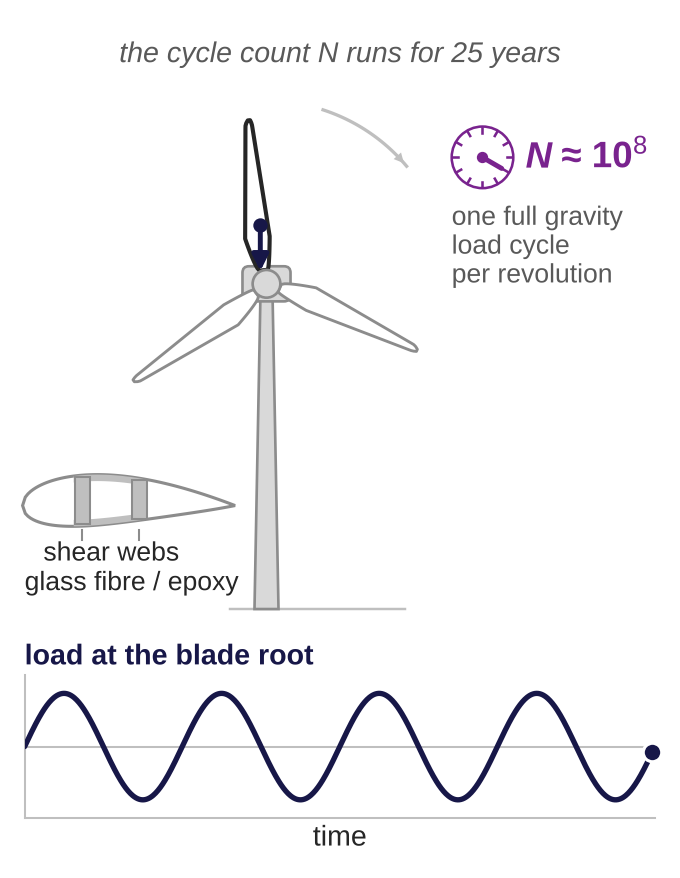 the cycle count N runs for 25 years
N ≈ 10⁸
one full gravity
load cycle
per revolution
shear webs
glass fibre / epoxy
load at the blade root
time